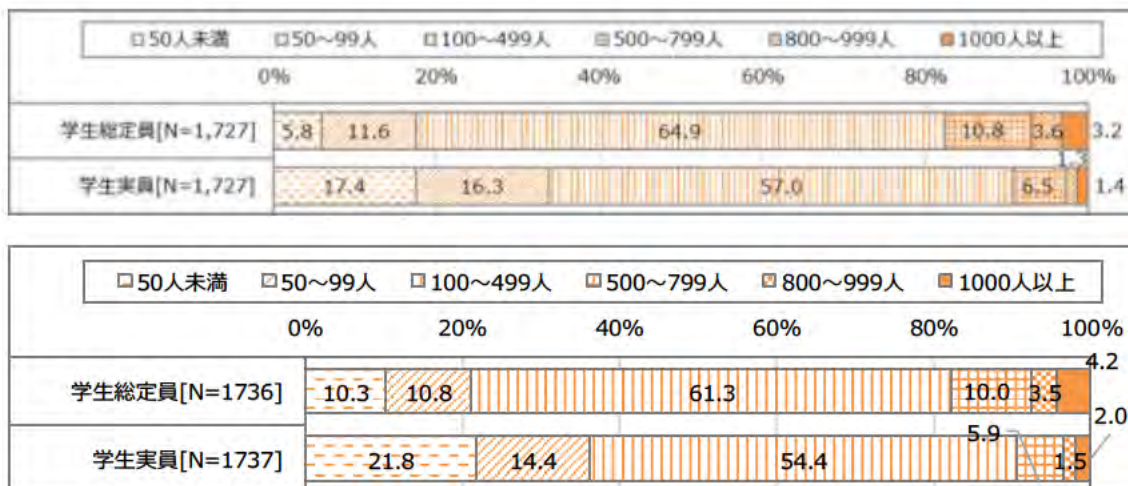 □50人未満 □50～99人 □100～499人 □500～799人 □800～999人 ■1000人以上
0% 20% 40% 60% 80% 100%
学生総定員[N=1,727] 5.8 11.6 64.9 10.8 3.6 3.2
1.3
学生実員[N=1,727] 17.4 16.3 57.0 6.5 1.4
50人未満 50～99人 100～499人 500～799人 800～999人 1000人以上
0% 20% 40% 60% 80% 100%
4.2
学生総定員[N=1736] 10.3 10.8 61.3 10.0 3.5
2.0
5.9
学生実員[N=1737] 21.8 14.4 54.4 1.5